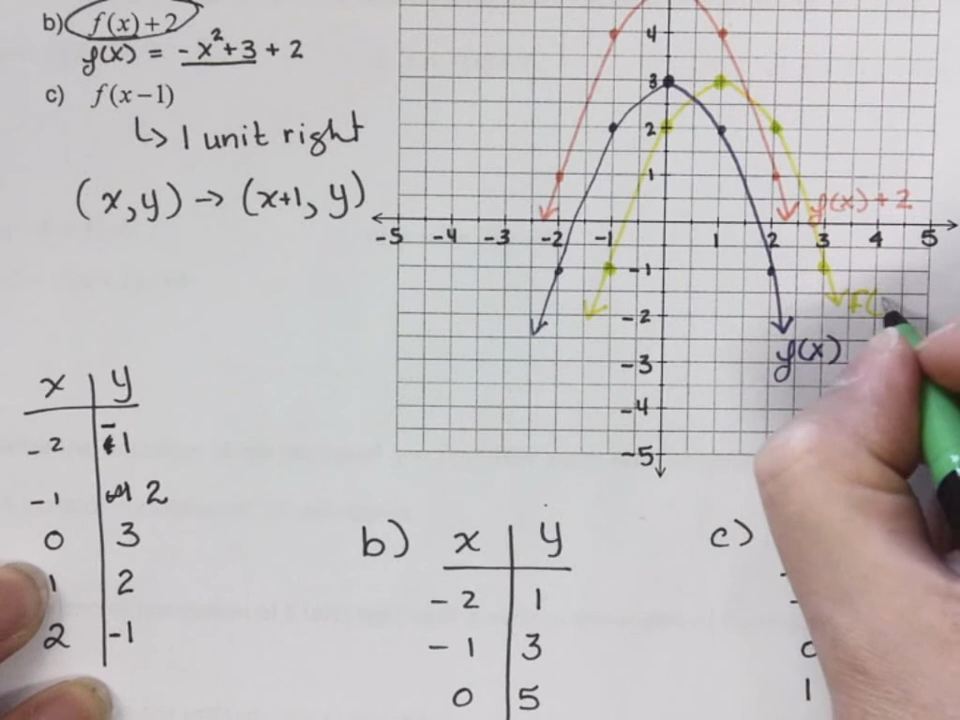 b) f(x)+2
f(x) = -x²+3 + 2
c) f(x-1)
↳ 1 unit right
(x,y) → (x+1, y)
4
3
2
1
-5 -4 -3 -2 -1 1 2 3 4 5
-1
-2
-3
-4
-5
f(x)+2
F(
f(x)
x y
-2 -1
-1 2
0 3
1 2
2 -1
b) x y
-2 1
-1 3
0 5
c)
0
1